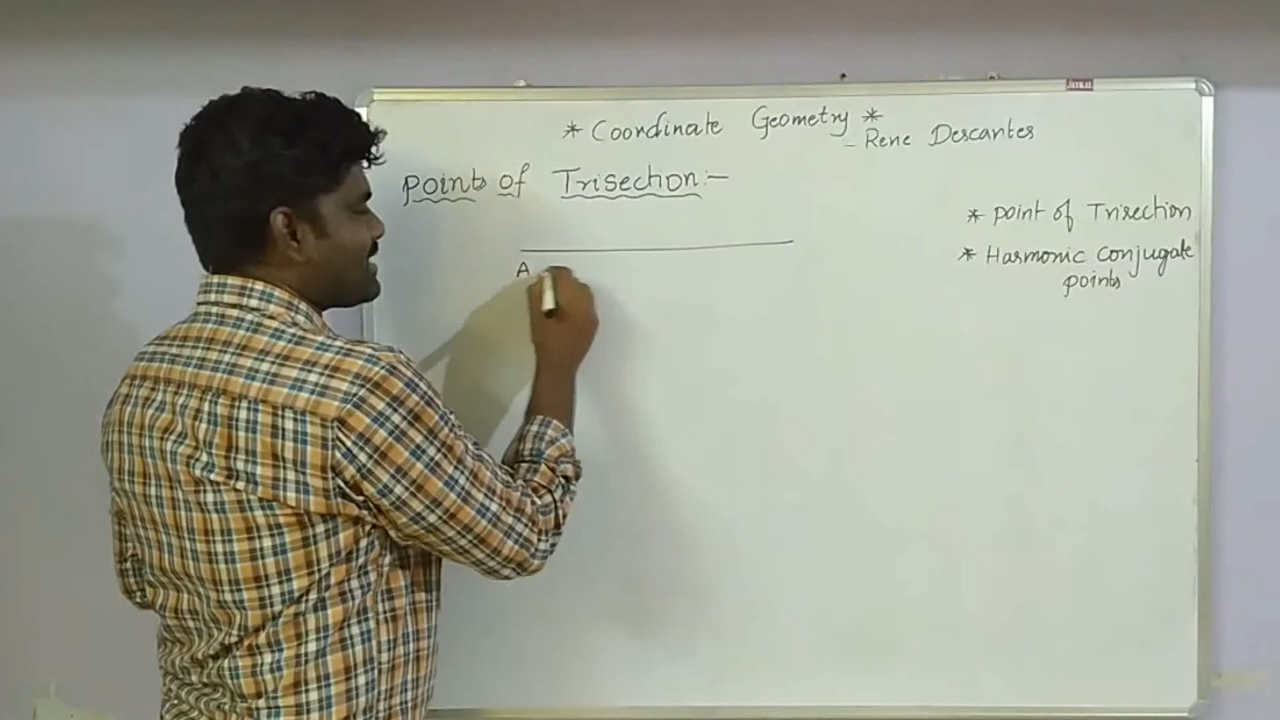 * Coordinate Geometry *
- Rene Descartes
Points of Trisection:-
* point of Trisection
* Harmonic Conjugate
points
A